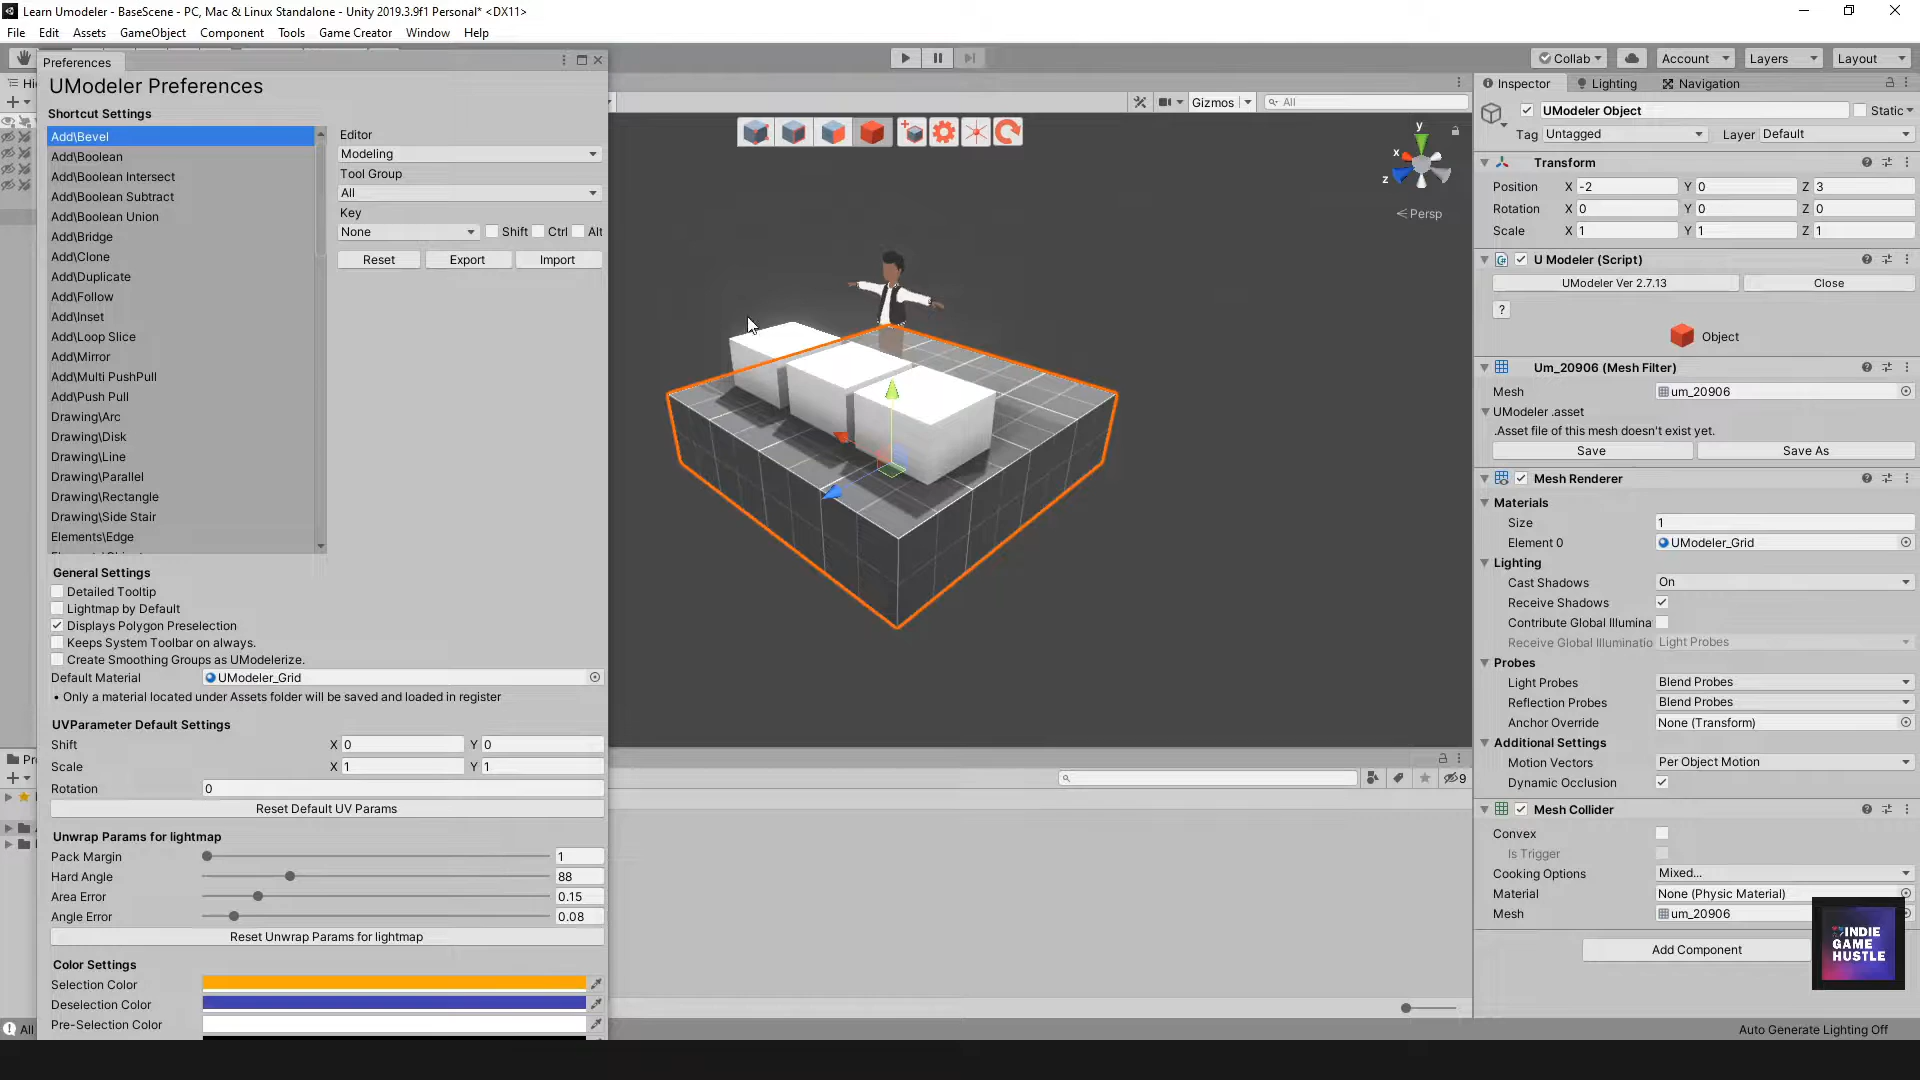 Learn Umodeler - BaseScene - PC, Mac & Linux Standalone - Unity 2019.3.9f1 Personal* <DX11>
File Edit Assets GameObject Component Tools Game Creator Window Help
Collab Account Layers Layout
Preferences
UModeler Preferences
Shortcut Settings
Add\Bevel
Add\Boolean
Add\Boolean Intersect
Add\Boolean Subtract
Add\Boolean Union
Add\Bridge
Add\Clone
Add\Duplicate
Add\Follow
Add\Inset
Add\Loop Slice
Add\Mirror
Add\Multi PushPull
Add\Push Pull
Drawing\Arc
Drawing\Disk
Drawing\Line
Drawing\Parallel
Drawing\Rectangle
Drawing\Side Stair
Elements\Edge
Editor
Modeling
Tool Group
All
Key
None Shift Ctrl Alt
Reset Export Import
General Settings
Detailed Tooltip
Lightmap by Default
Displays Polygon Preselection
Keeps System Toolbar on always.
Create Smoothing Groups as UModelerize.
Default Material UModeler_Grid
• Only a material located under Assets folder will be saved and loaded in register
UVParameter Default Settings
Shift X 0 Y 0
Scale X 1 Y 1
Rotation 0
Reset Default UV Params
Unwrap Params for lightmap
Pack Margin 1
Hard Angle 88
Area Error 0.15
Angle Error 0.08
Reset Unwrap Params for lightmap
Color Settings
Selection Color
Deselection Color
Pre-Selection Color
Hi
Pr
All
Gizmos All
y
x
z
< Persp
9
Inspector Lighting Navigation
UModeler Object Static
Tag Untagged Layer Default
Transform
Position X -2 Y 0 Z 3
Rotation X 0 Y 0 Z 0
Scale X 1 Y 1 Z 1
U Modeler (Script)
UModeler Ver 2.7.13 Close
?
Object
Um_20906 (Mesh Filter)
Mesh um_20906
UModeler .asset
.Asset file of this mesh doesn't exist yet.
Save Save As
Mesh Renderer
Materials
Size 1
Element 0 UModeler_Grid
Lighting
Cast Shadows On
Receive Shadows
Contribute Global Illumina
Receive Global Illuminatio Light Probes
Probes
Light Probes Blend Probes
Reflection Probes Blend Probes
Anchor Override None (Transform)
Additional Settings
Motion Vectors Per Object Motion
Dynamic Occlusion
Mesh Collider
Convex
Is Trigger
Cooking Options Mixed...
Material None (Physic Material)
Mesh um_20906
Add Component
INDIE
GAME
HUSTLE
Auto Generate Lighting Off